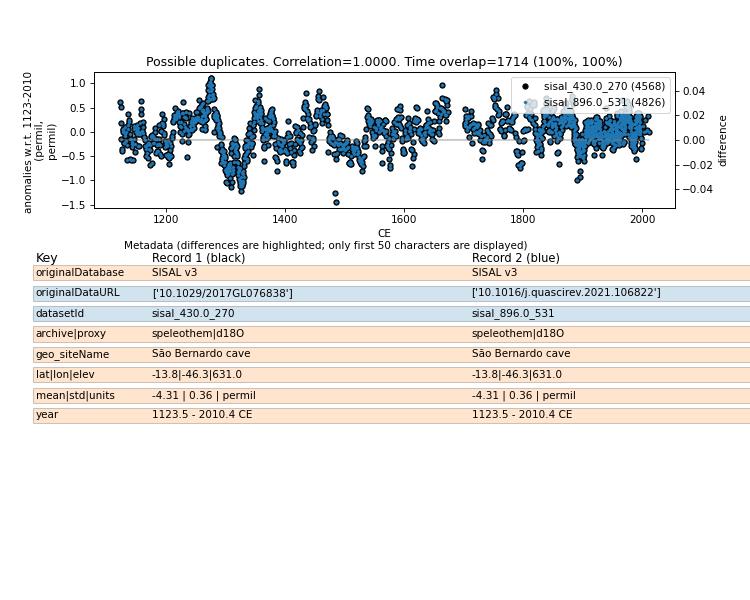 Possible duplicates. Correlation=1.0000. Time overlap=1714 (100%, 100%)
anomalies w.r.t. 1123-2010
(permil,
permil)
1.0
0.5
0.0
−0.5
−1.0
−1.5
sisal_430.0_270 (4568)
sisal_896.0_531 (4826)
0.04
0.02
0.00
−0.02
−0.04
difference
1200 1400 1600 1800 2000
CE
Metadata (differences are highlighted; only first 50 characters are displayed)
Key Record 1 (black) Record 2 (blue)
originalDatabase SISAL v3 SISAL v3
originalDataURL ['10.1029/2017GL076838'] ['10.1016/j.quascirev.2021.106822']
datasetId sisal_430.0_270 sisal_896.0_531
archive|proxy speleothem|d18O speleothem|d18O
geo_siteName São Bernardo cave São Bernardo cave
lat|lon|elev -13.8|-46.3|631.0 -13.8|-46.3|631.0
mean|std|units -4.31 | 0.36 | permil -4.31 | 0.36 | permil
year 1123.5 - 2010.4 CE 1123.5 - 2010.4 CE